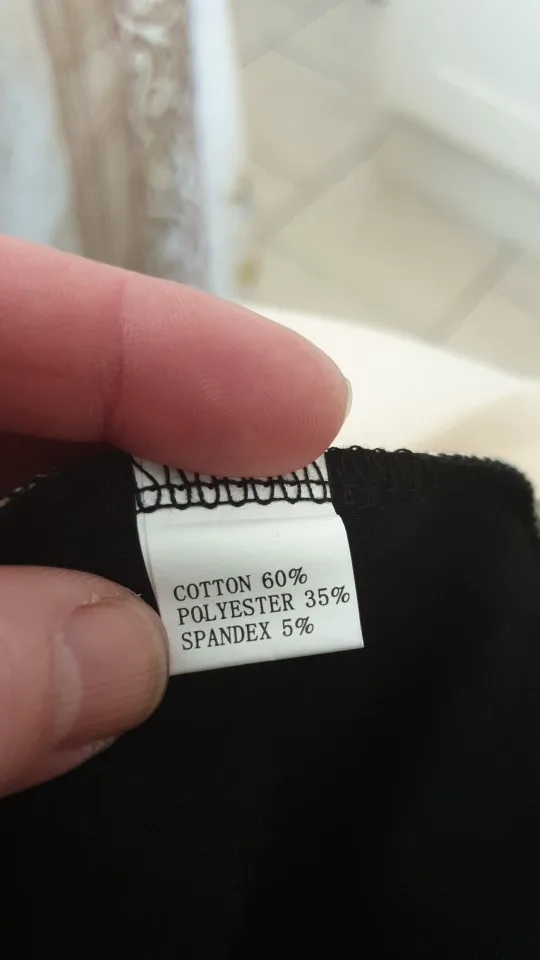 COTTON 60%
POLYESTER 35%
SPANDEX 5%